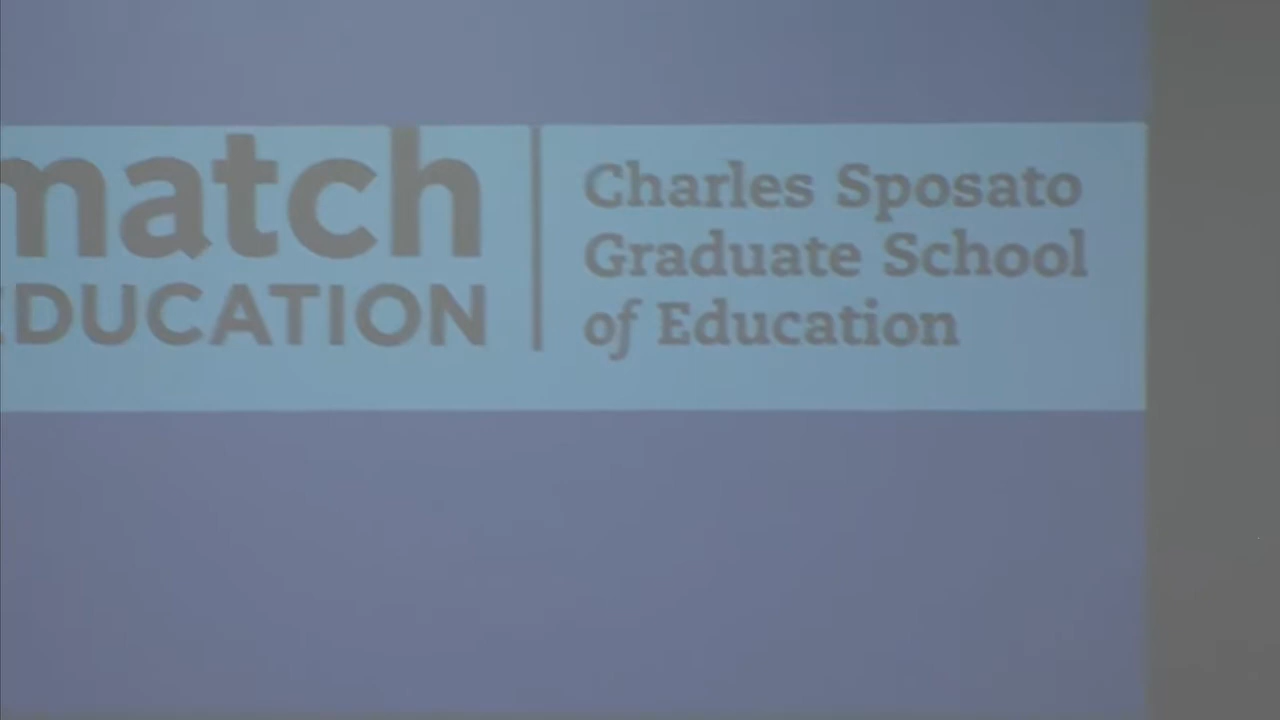 match
EDUCATION
Charles Sposato
Graduate School
of Education